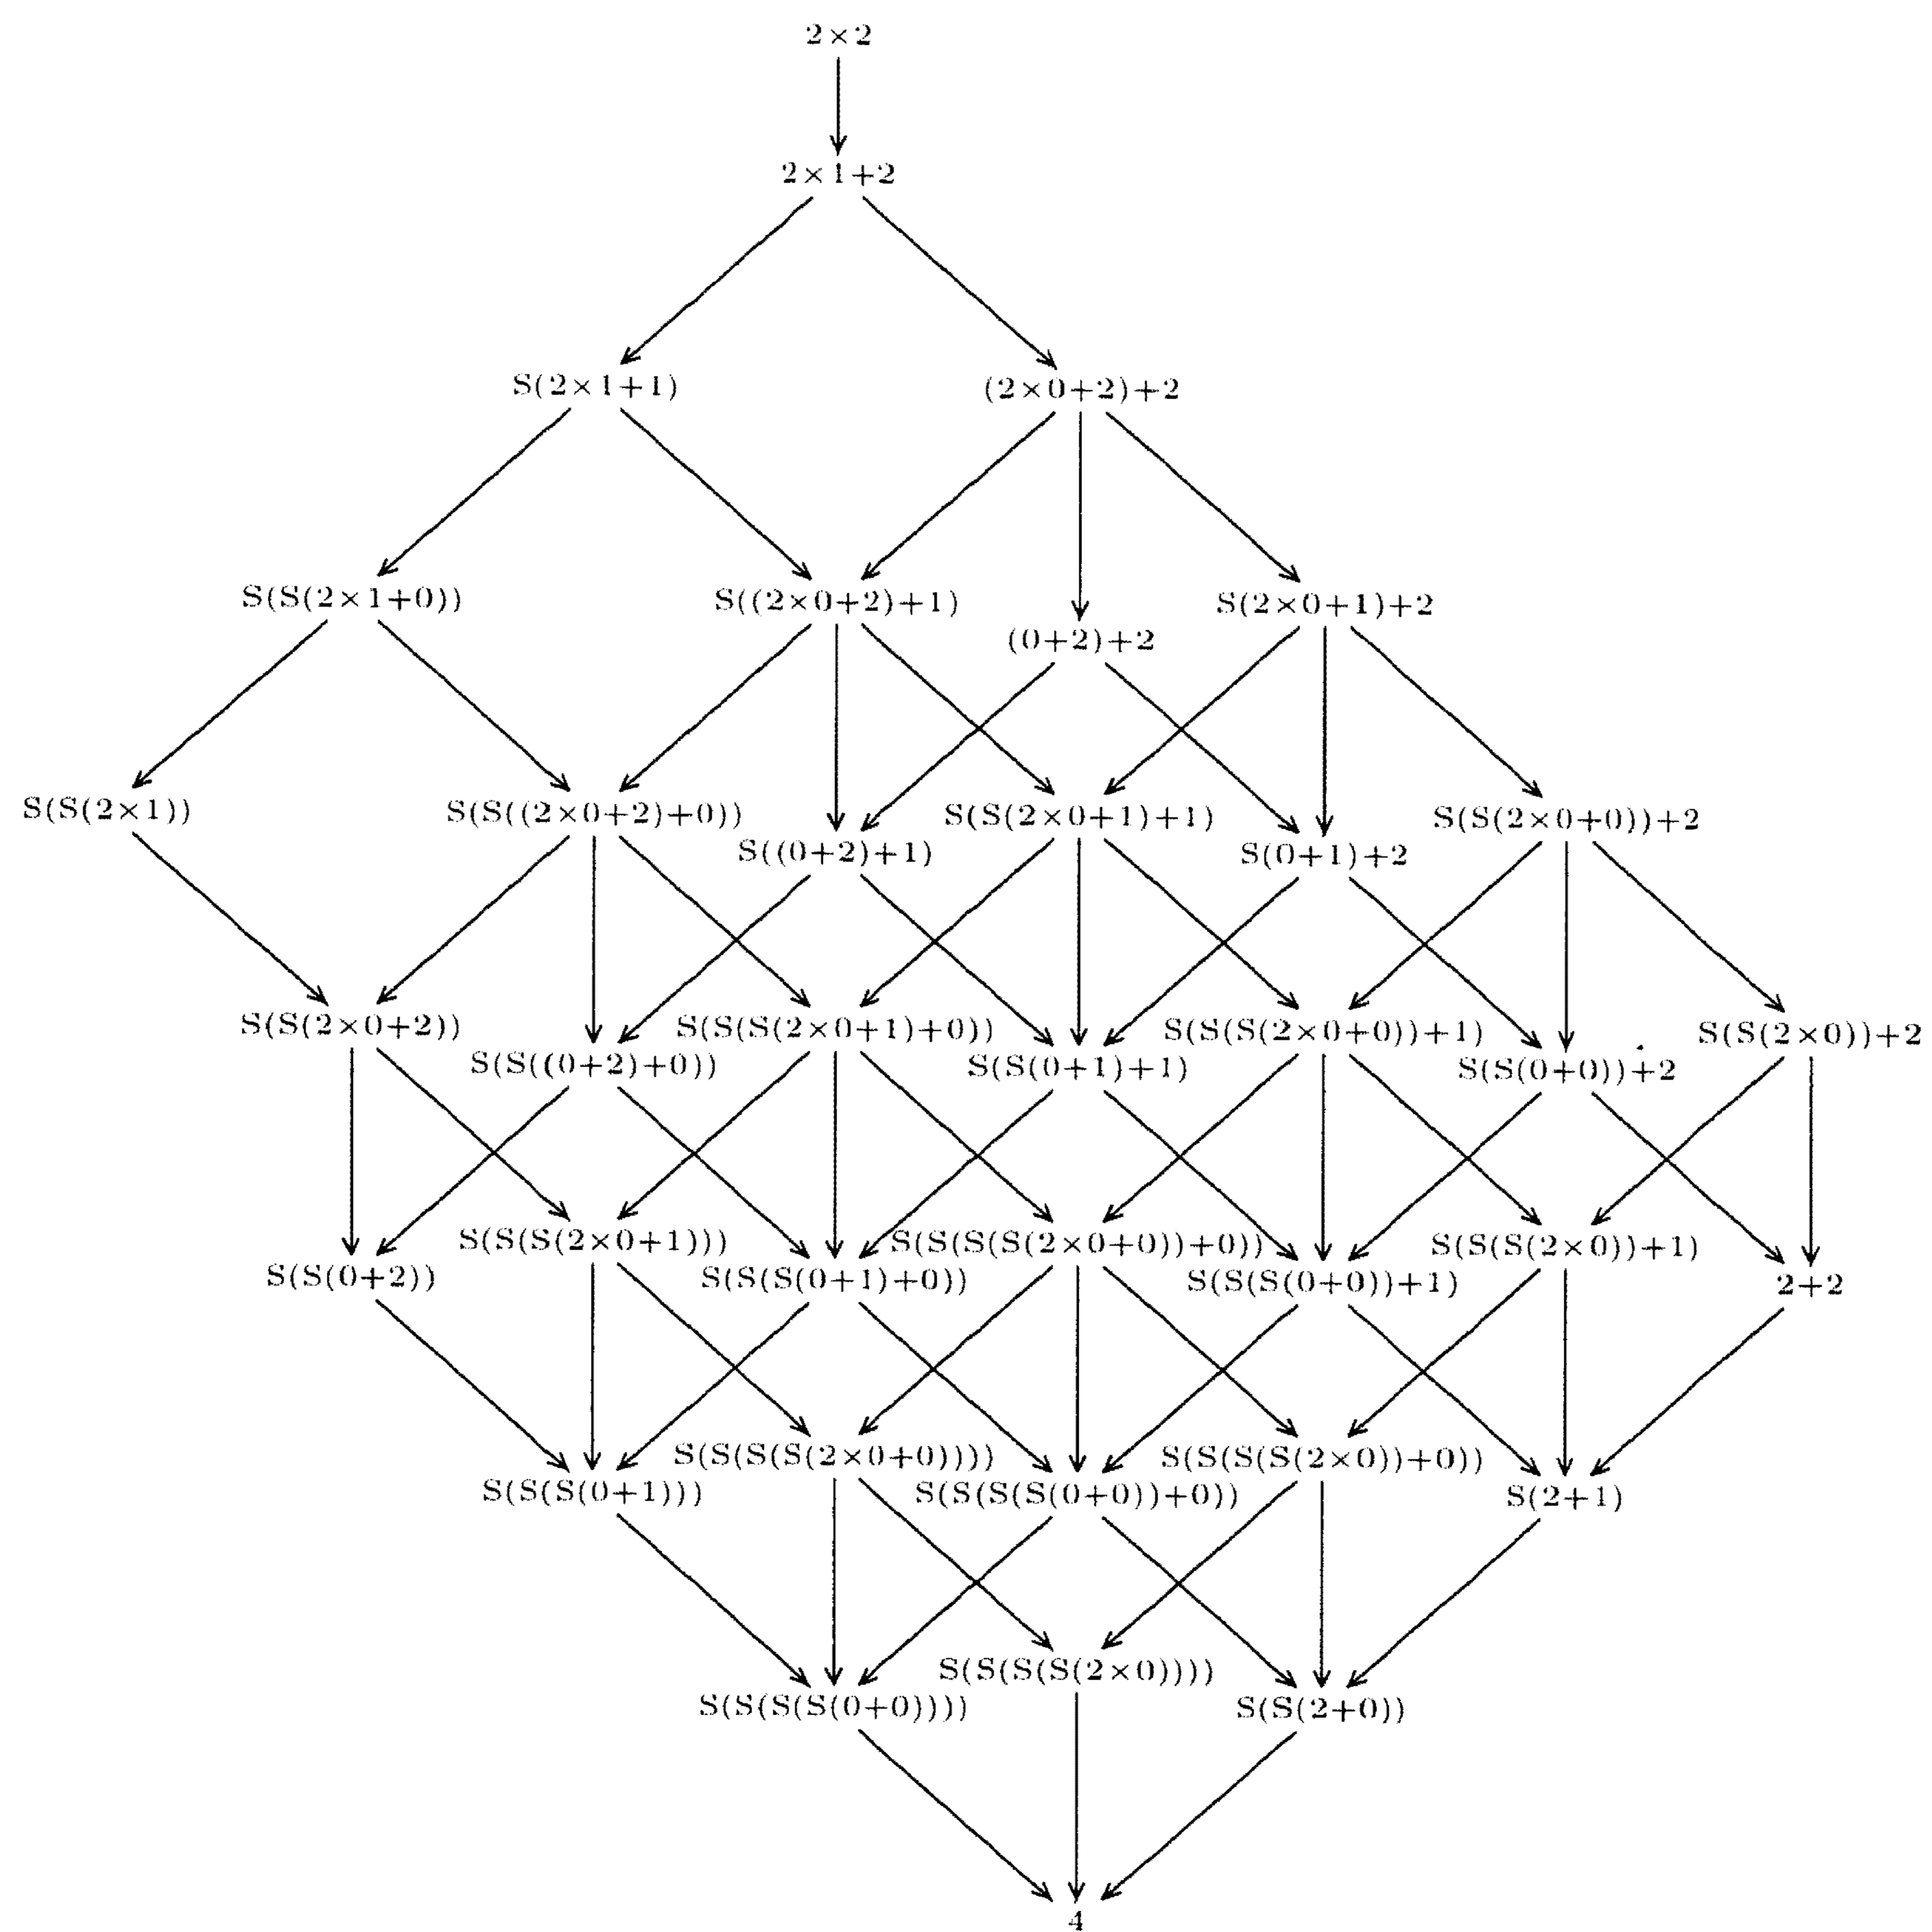 2×2
2×1+2
S(2×1+1)
(2×0+2)+2
S(S(2×1+0))
S((2×0+2)+1)
(0+2)+2
S(2×0+1)+2
S(S(2×1))
S(S((2×0+2)+0))
S((0+2)+1)
S(S(2×0+1)+1)
S(0+1)+2
S(S(2×0+0))+2
S(S(2×0+2))
S(S((0+2)+0))
S(S(S(2×0+1)+0))
S(S(0+1)+1)
S(S(S(2×0+0))+1)
S(S(0+0))+2
S(S(2×0))+2
S(S(0+2))
S(S(S(2×0+1)))
S(S(S(0+1)+0))
S(S(S(S(2×0+0))+0))
S(S(S(0+0))+1)
S(S(S(2×0))+1)
2+2
S(S(S(0+1)))
S(S(S(S(2×0+0))))
S(S(S(S(0+0))+0))
S(S(S(S(2×0))+0))
S(2+1)
S(S(S(S(0+0))))
S(S(S(S(2×0))))
S(S(2+0))
4